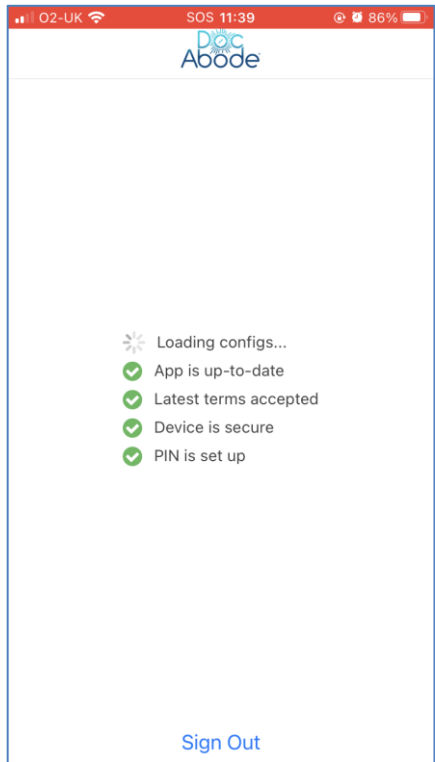 O2-UK SOS 11:39 86%
Doc
Abode
Loading configs...
App is up-to-date
Latest terms accepted
Device is secure
PIN is set up
Sign Out